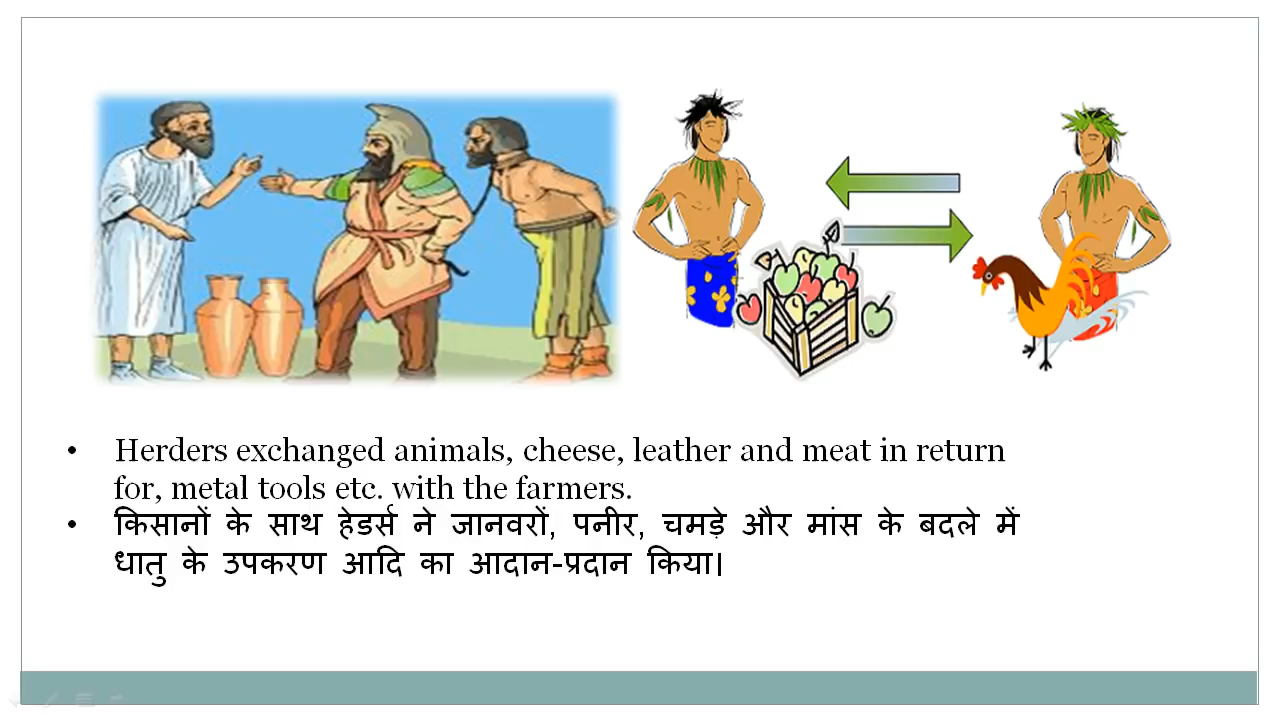 • Herders exchanged animals, cheese, leather and meat in return
for, metal tools etc. with the farmers.
• किसानों के साथ हेडर्स ने जानवरों, पनीर, चमड़े और मांस के बदले में
धातु के उपकरण आदि का आदान-प्रदान किया।